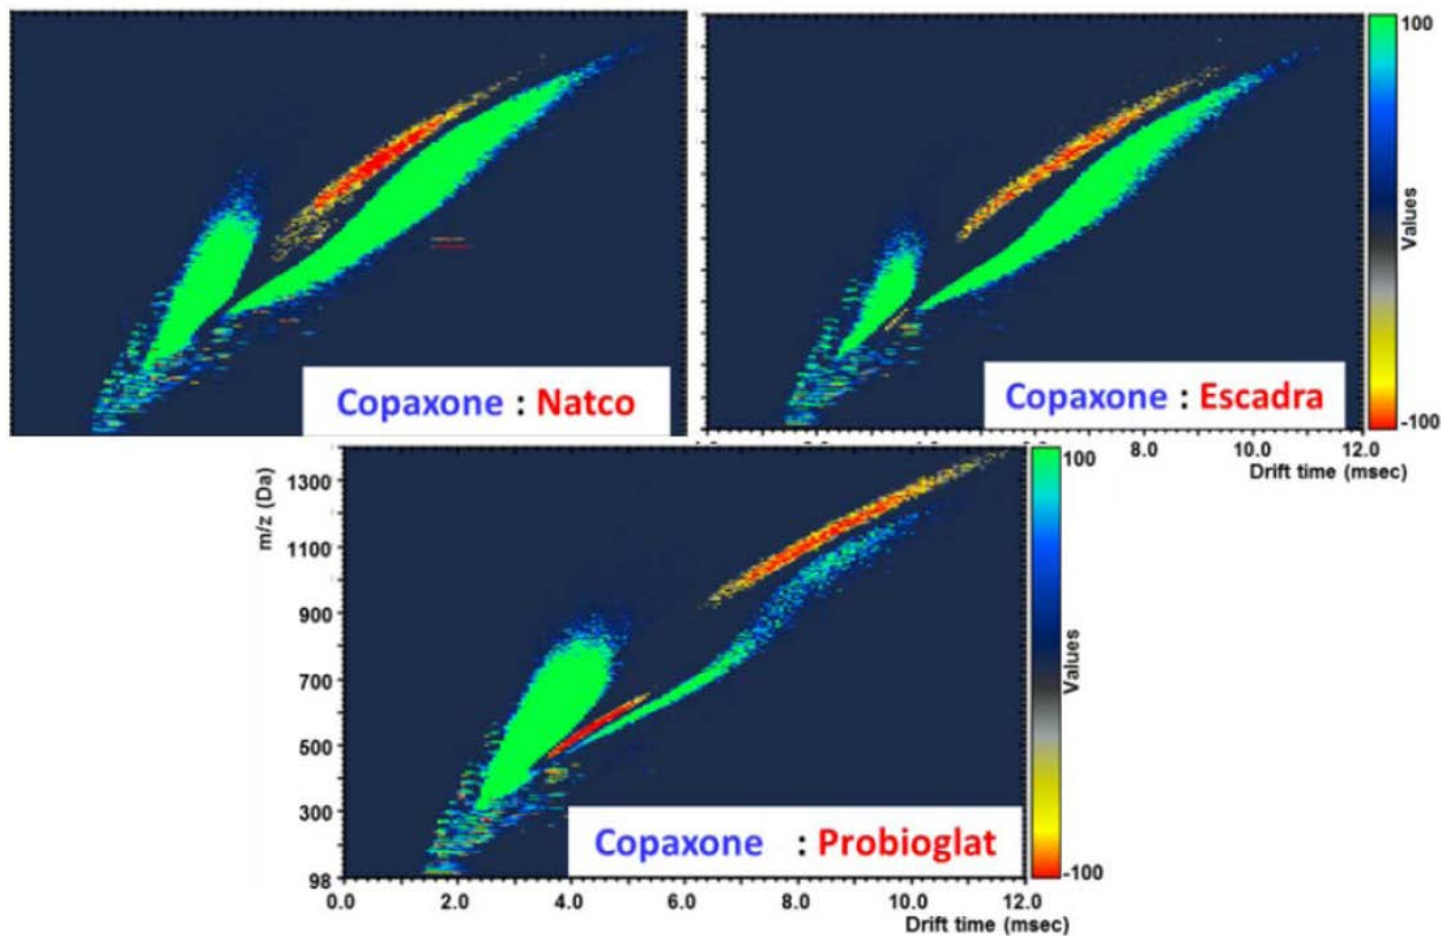 100
Values
-100
Copaxone : Natco
Copaxone : Escadra
8.0 10.0 12.0
Drift time (msec)
m/z (Da)
1300
1100
900
700
500
300
98
100
Values
-100
Copaxone : Probioglat
0.0 2.0 4.0 6.0 8.0 10.0 12.0
Drift time (msec)